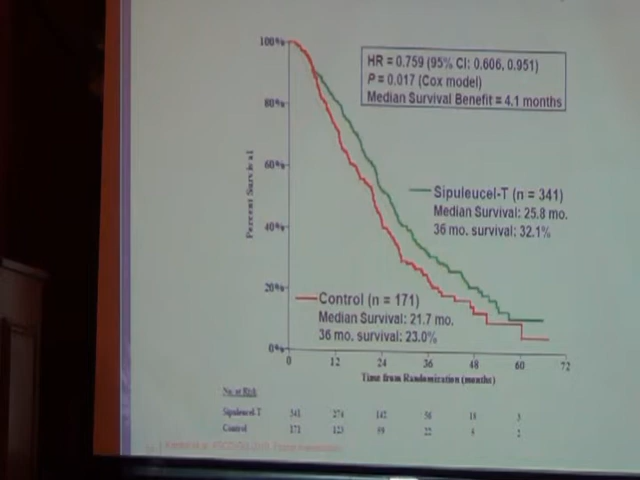 100%
HR = 0.759 (95% CI: 0.606, 0.951)
P = 0.017 (Cox model)
Median Survival Benefit = 4.1 months
80%
60%
Percent Survival
Sipuleucel-T (n = 341)
Median Survival: 25.8 mo.
36 mo. survival: 32.1%
40%
20%
Control (n = 171)
Median Survival: 21.7 mo.
36 mo. survival: 23.0%
0%
0 12 24 36 48 60 72
Time from Randomization (months)
No. at Risk
Sipuleucel-T 341 274 142 56 18 3
Control 171 123 22 2